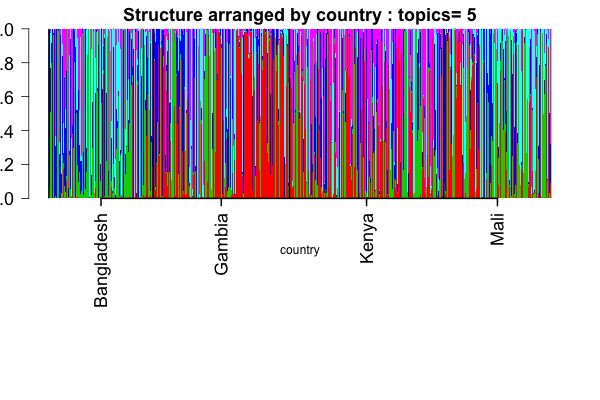 Structure arranged by country : topics= 5
.0
.8
.6
.4
.2
.0
Bangladesh
Gambia
Kenya
Mali
country